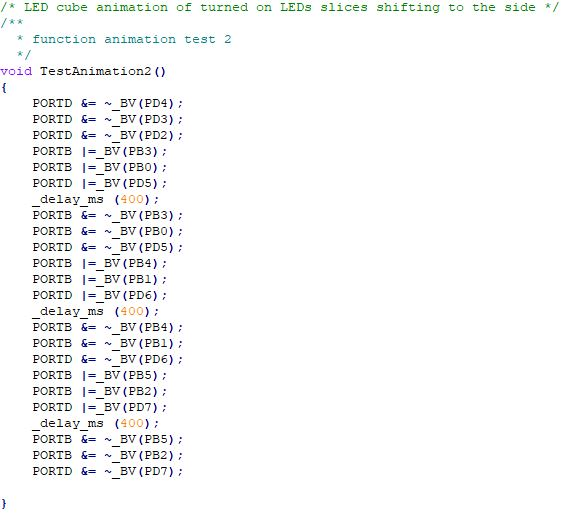 /* LED cube animation of turned on LEDs slices shifting to the side */
/**
  * function animation test 2
  */
void TestAnimation2()
{
    PORTD &= ~_BV(PD4);
    PORTD &= ~_BV(PD3);
    PORTD &= ~_BV(PD2);
    PORTB |=_BV(PB3);
    PORTB |=_BV(PB0);
    PORTD |=_BV(PD5);
    _delay_ms (400);
    PORTB &= ~_BV(PB3);
    PORTB &= ~_BV(PB0);
    PORTD &= ~_BV(PD5);
    PORTB |=_BV(PB4);
    PORTB |=_BV(PB1);
    PORTD |=_BV(PD6);
    _delay_ms (400);
    PORTB &= ~_BV(PB4);
    PORTB &= ~_BV(PB1);
    PORTD &= ~_BV(PD6);
    PORTB |=_BV(PB5);
    PORTB |=_BV(PB2);
    PORTD |=_BV(PD7);
    _delay_ms (400);
    PORTB &= ~_BV(PB5);
    PORTB &= ~_BV(PB2);
    PORTD &= ~_BV(PD7);

}